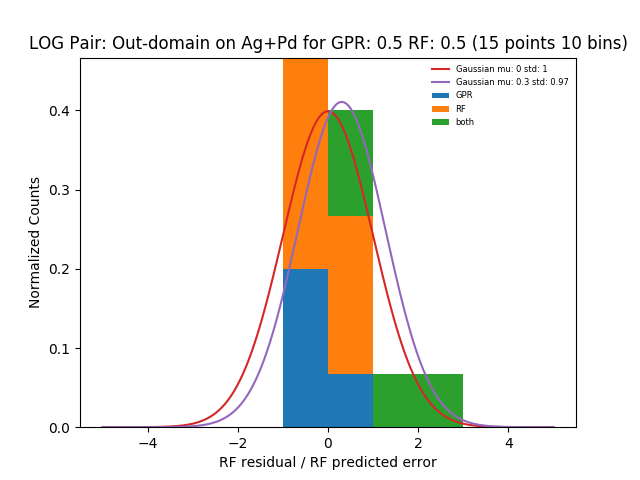 LOG Pair: Out-domain on Ag+Pd for GPR: 0.5 RF: 0.5 (15 points 10 bins)
Gaussian mu: 0 std: 1
Gaussian mu: 0.3 std: 0.97
GPR
RF
both
Normalized Counts
0.4
0.3
0.2
0.1
0.0
−4
−2
0
2
4
RF residual / RF predicted error